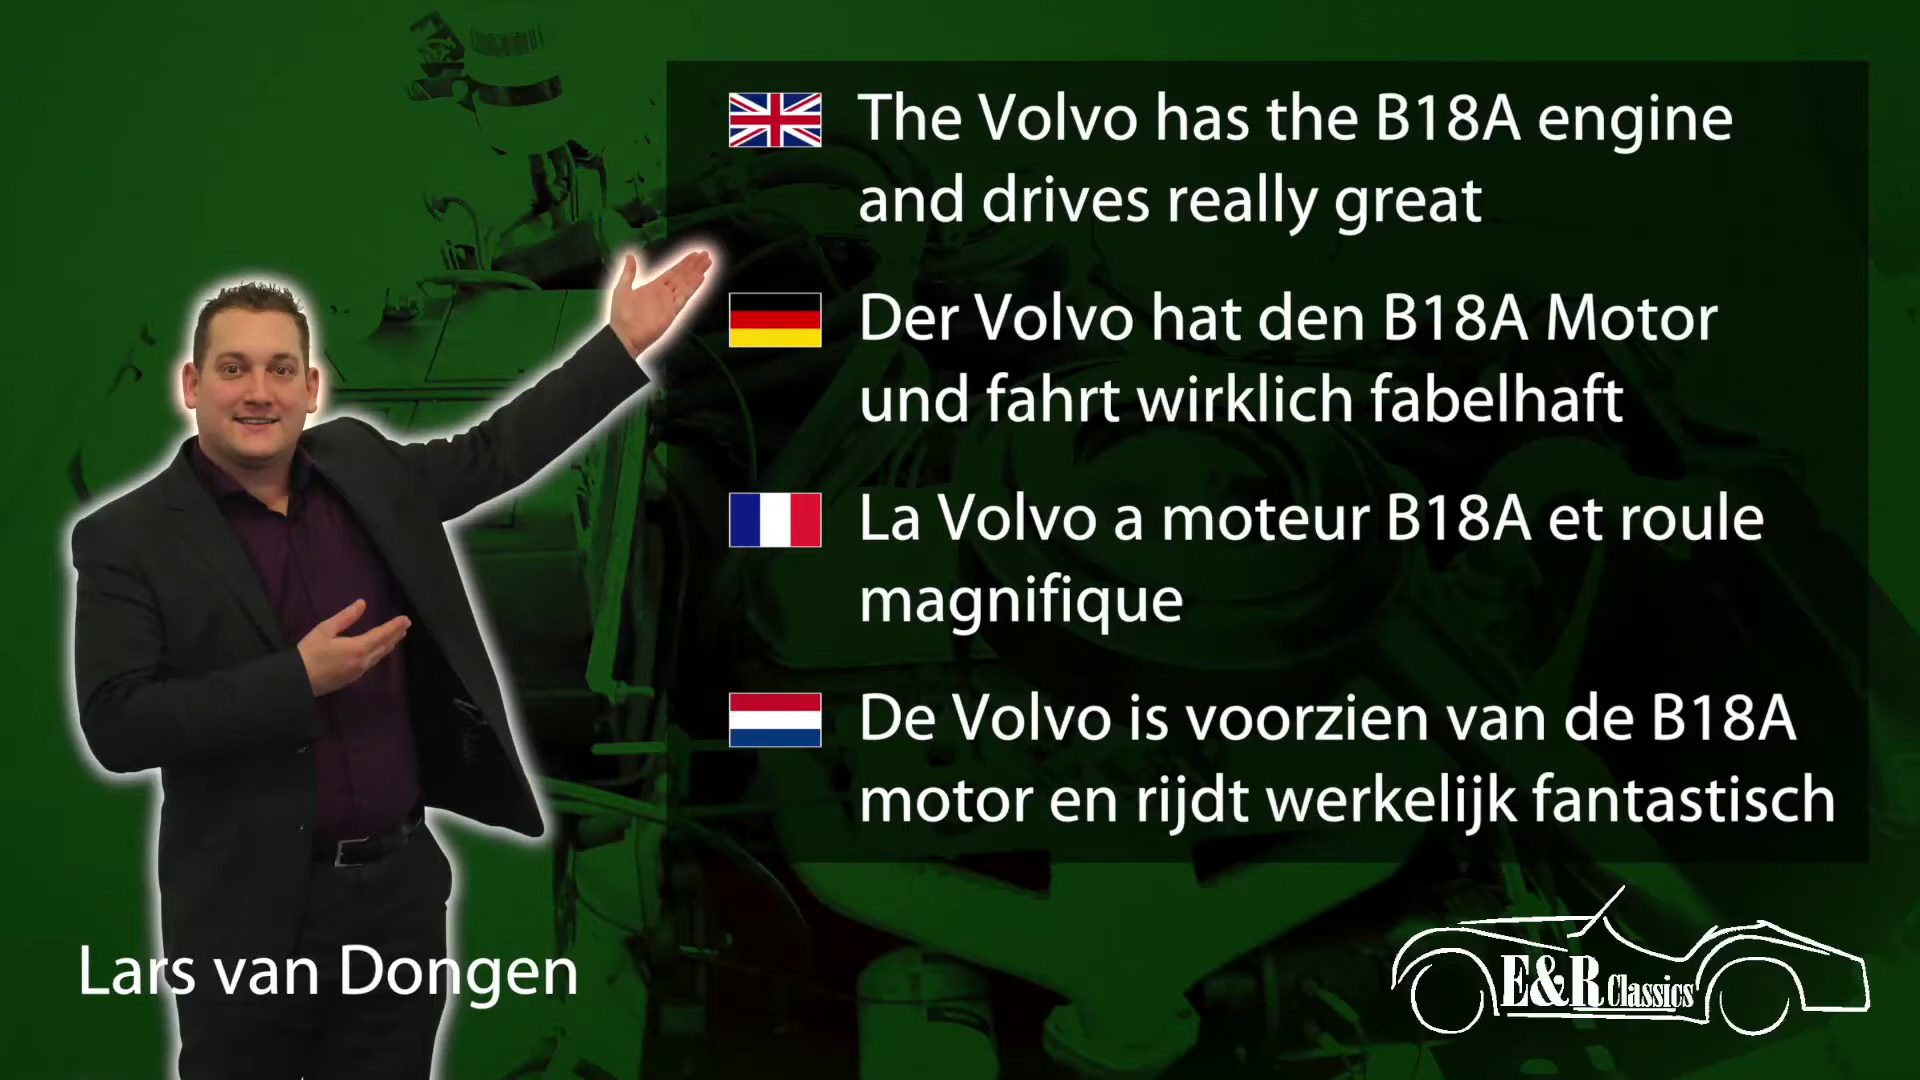 The Volvo has the B18A engine
and drives really great
Der Volvo hat den B18A Motor
und fahrt wirklich fabelhaft
La Volvo a moteur B18A et roule
magnifique
De Volvo is voorzien van de B18A
motor en rijdt werkelijk fantastisch
Lars van Dongen
E&R Classics